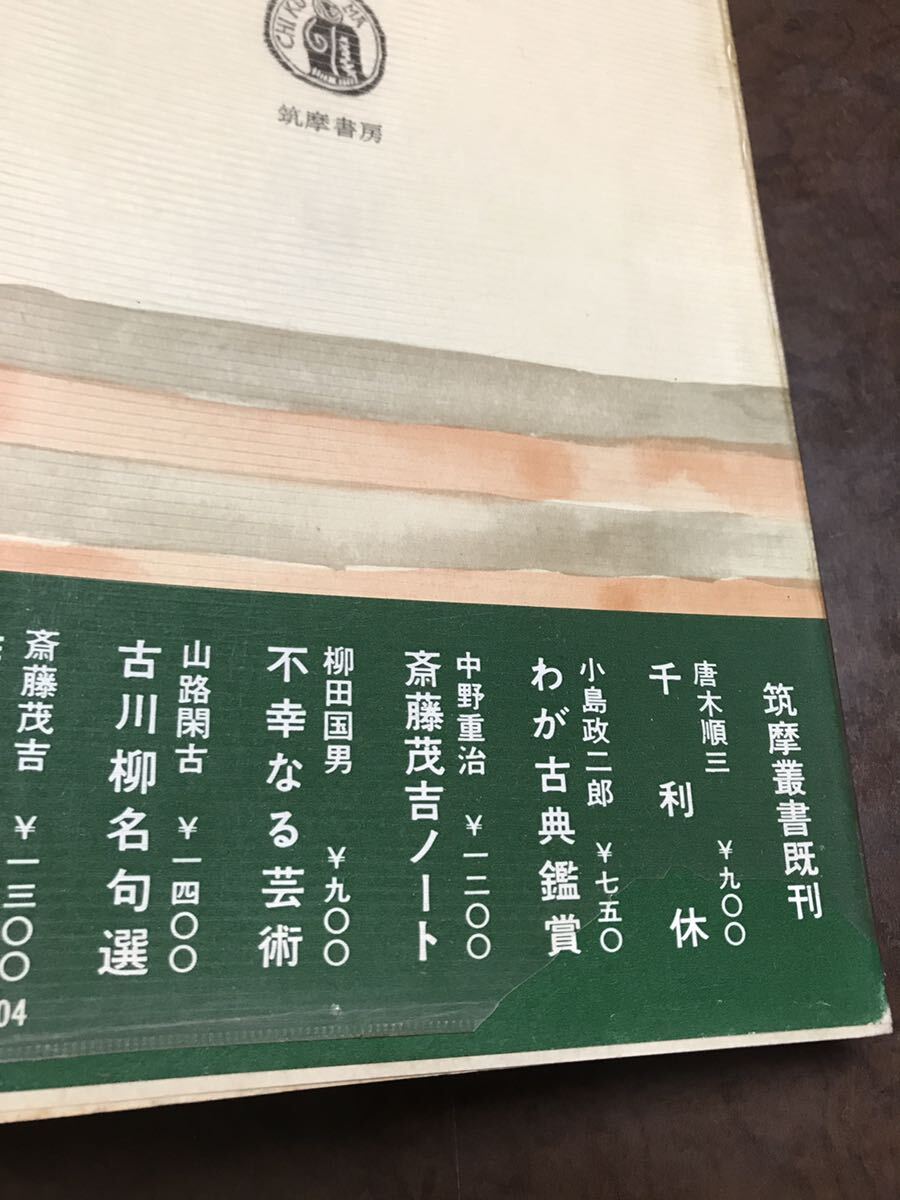 CHIKUMA
筑摩書房
筑摩叢書既刊
唐木順三 ¥九〇〇
千利休
小島政二郎 ¥七五〇
わが古典鑑賞
中野重治 ¥一二〇〇
斎藤茂吉ノート
柳田国男 ¥九〇〇
不幸なる芸術
山路閑古 ¥一四〇〇
古川柳名句選
斎藤茂吉 ¥一三〇〇
04